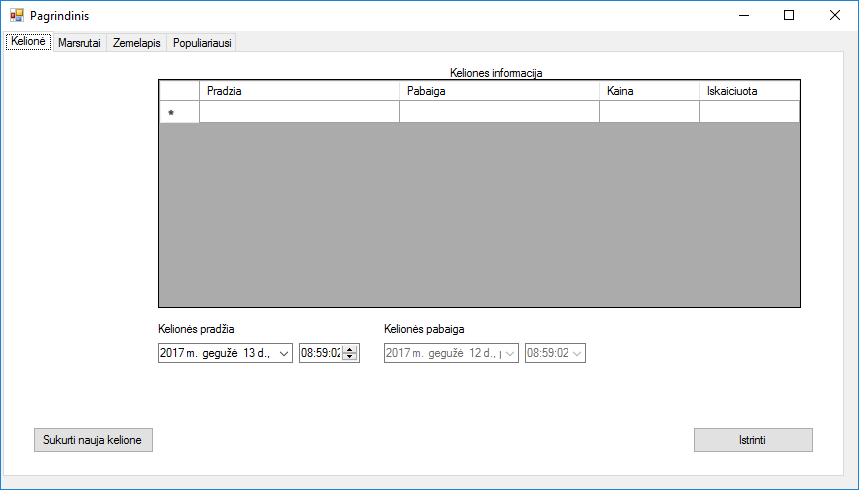 Pagrindinis
Kelionė Marsrutai Zemelapis Populiariausi
Keliones informacija
Pradzia Pabaiga Kaina Iskaiciuota
*
Kelionės pradžia Kelionės pabaiga
2017 m. gegužė 13 d., 08:59:02 2017 m. gegužė 12 d., 08:59:02
Sukurti nauja kelione Istrinti